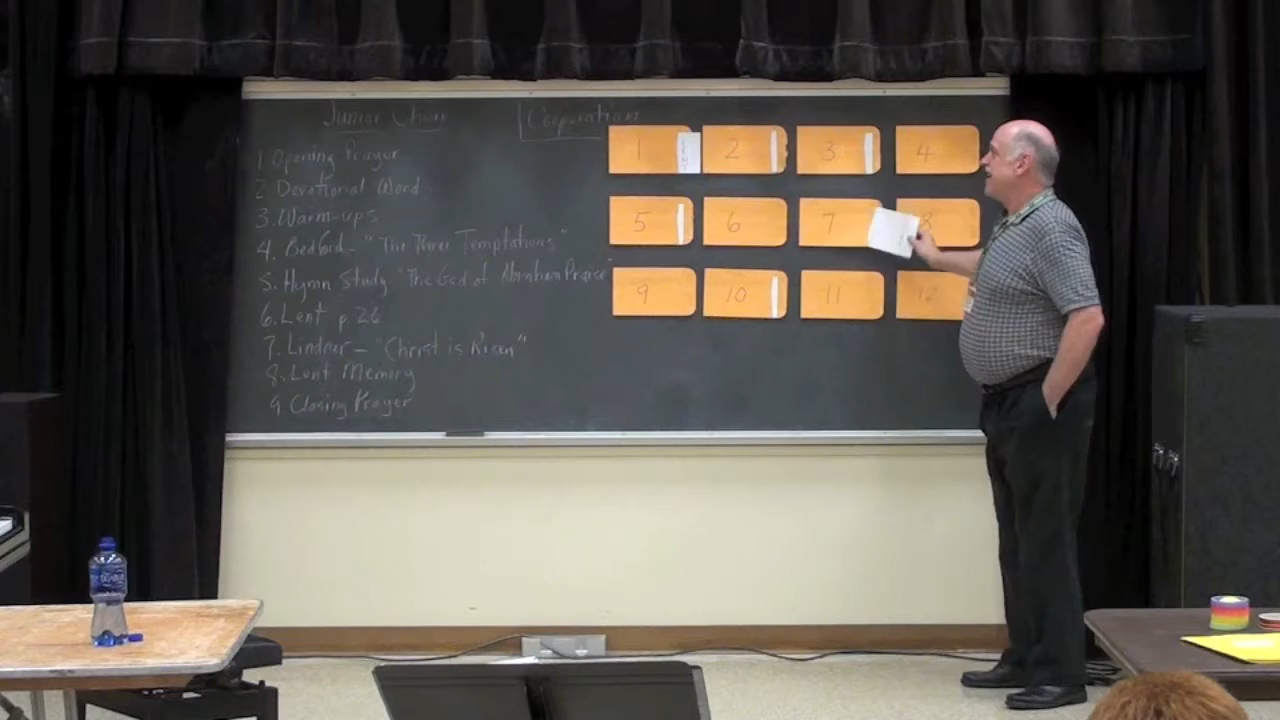 Junior Choir
Cooperation
1 Opening Prayer
2 Devotional Word
3. Warm-ups
4. Bedford - "The Three Temptations"
5. Hymn Study "The God of Abraham Praise"
6. Lent p 26
7. Lindner - "Christ is Risen"
8. Lent Memory
9 Closing Prayer
1 2 3 4
5 6 7 8
9 10 11 12